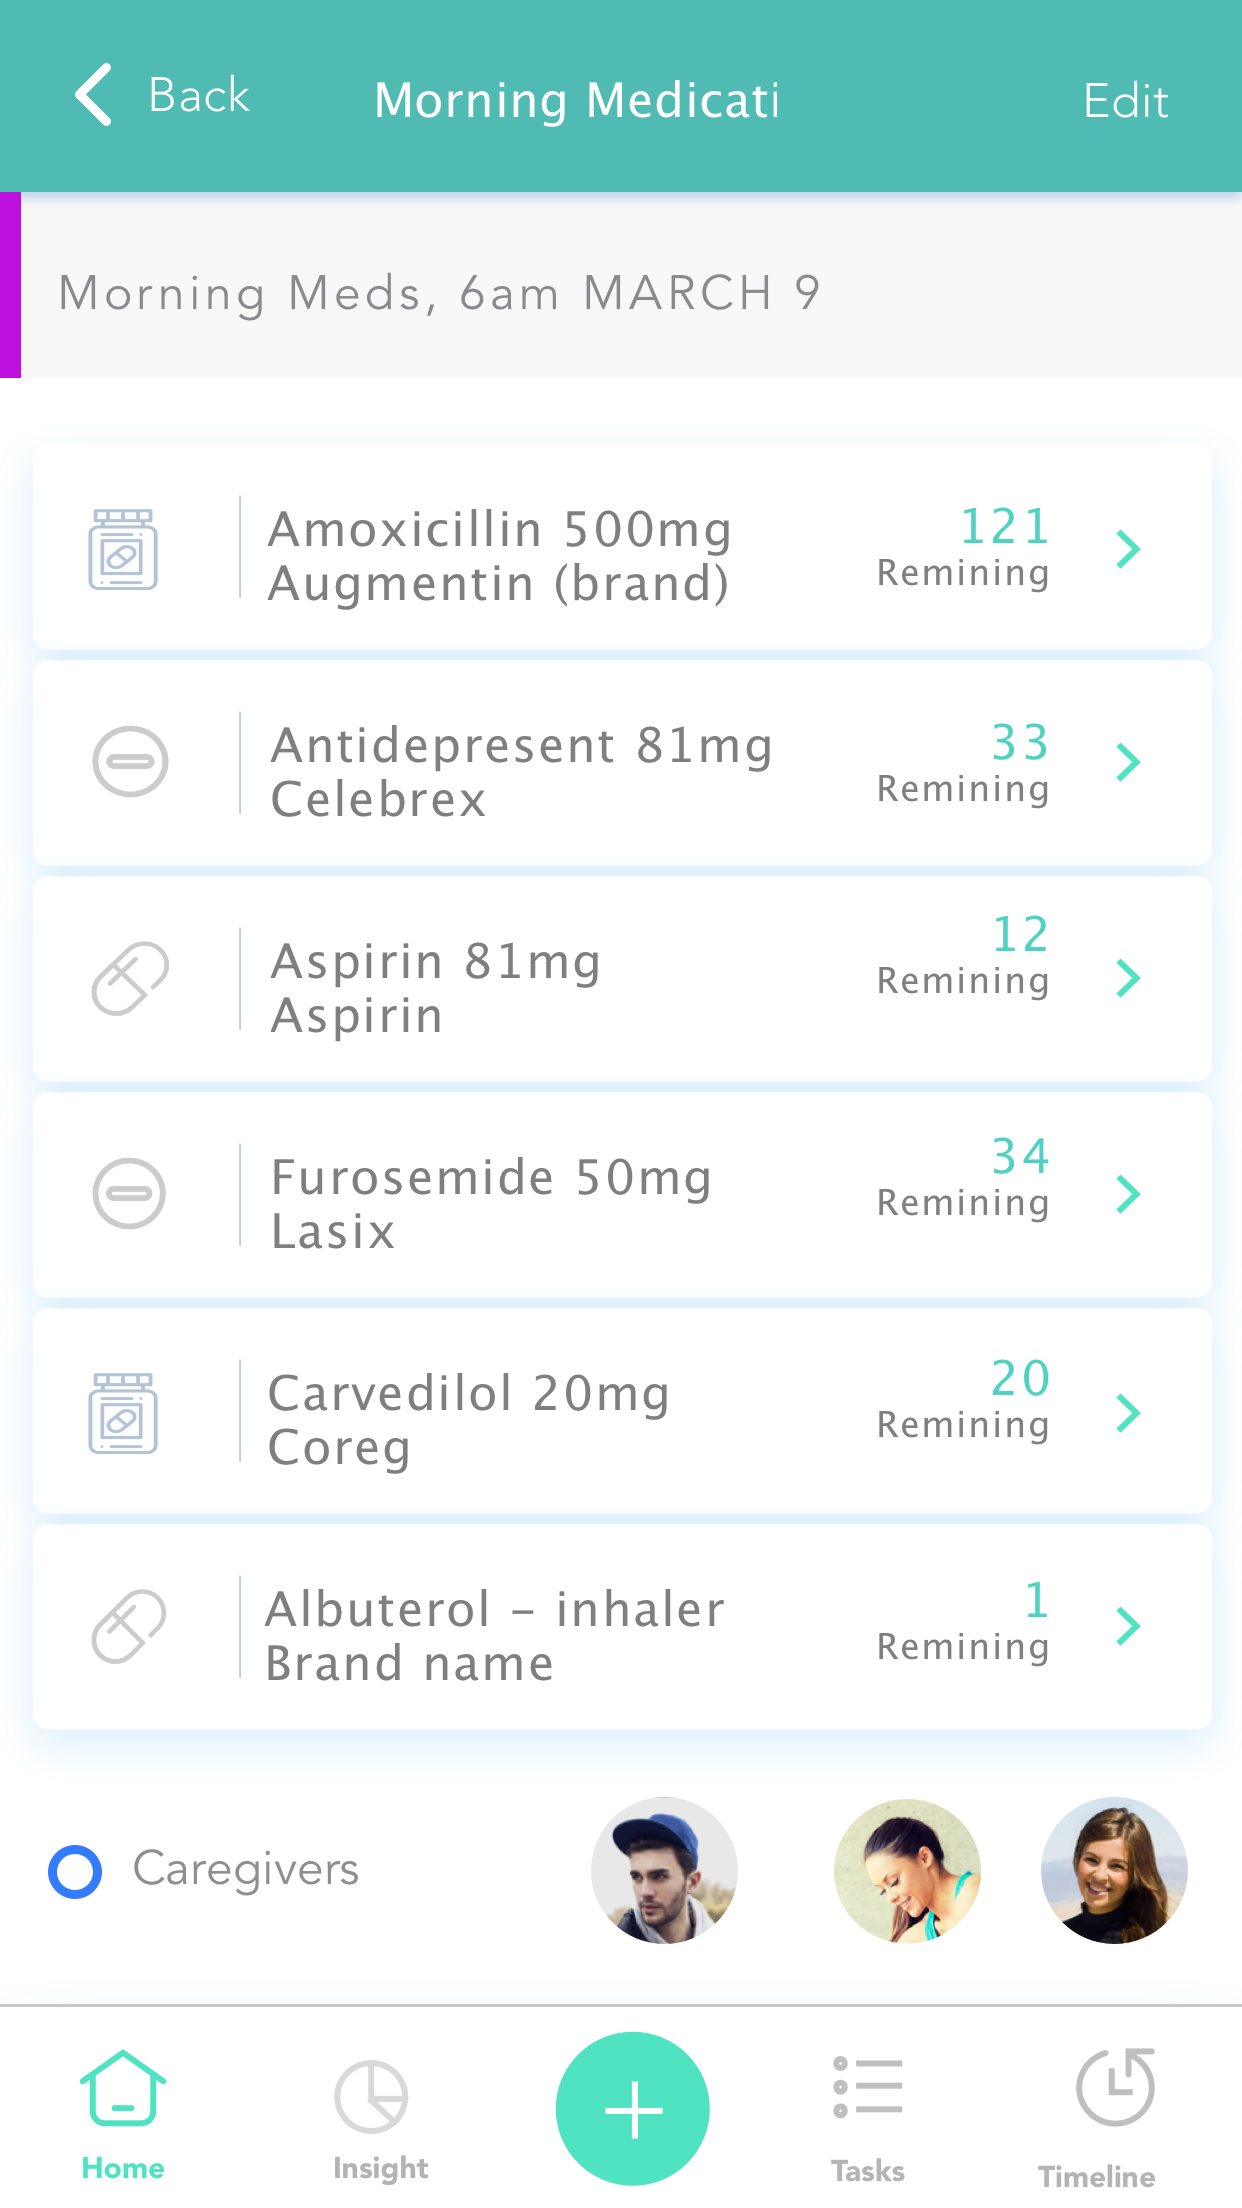 Back
Morning Medicati
Edit
Morning Meds, 6am MARCH 9
Amoxicillin 500mg
Augmentin (brand)
121
Remining
Antidepresent 81mg
Celebrex
33
Remining
Aspirin 81mg
Aspirin
12
Remining
Furosemide 50mg
Lasix
34
Remining
Carvedilol 20mg
Coreg
20
Remining
Albuterol – inhaler
Brand name
1
Remining
Caregivers
Home
Insight
Tasks
Timeline